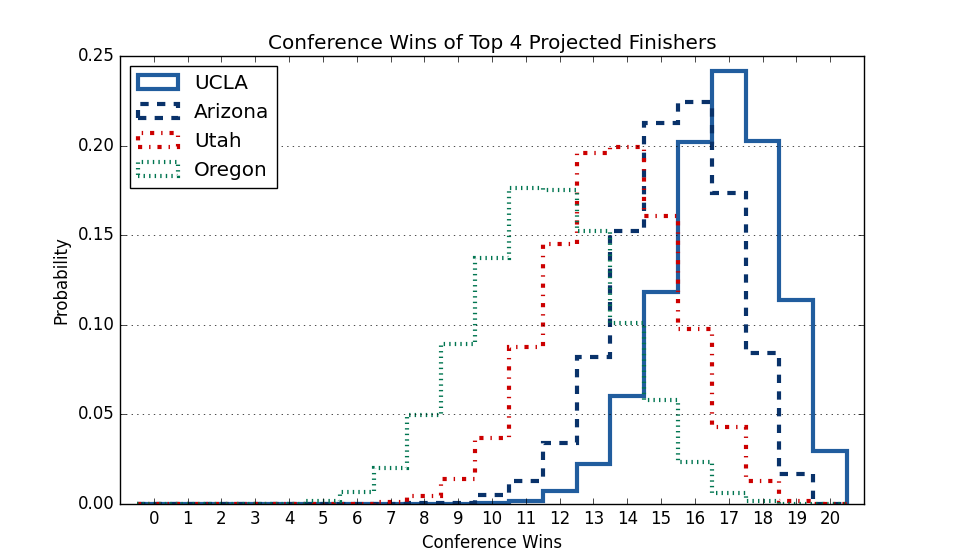 Conference Wins of Top 4 Projected Finishers
0.25
0.20
0.15
0.10
0.05
0.00
Probability
UCLA
Arizona
Utah
Oregon
0 1 2 3 4 5 6 7 8 9 10 11 12 13 14 15 16 17 18 19 20
Conference Wins